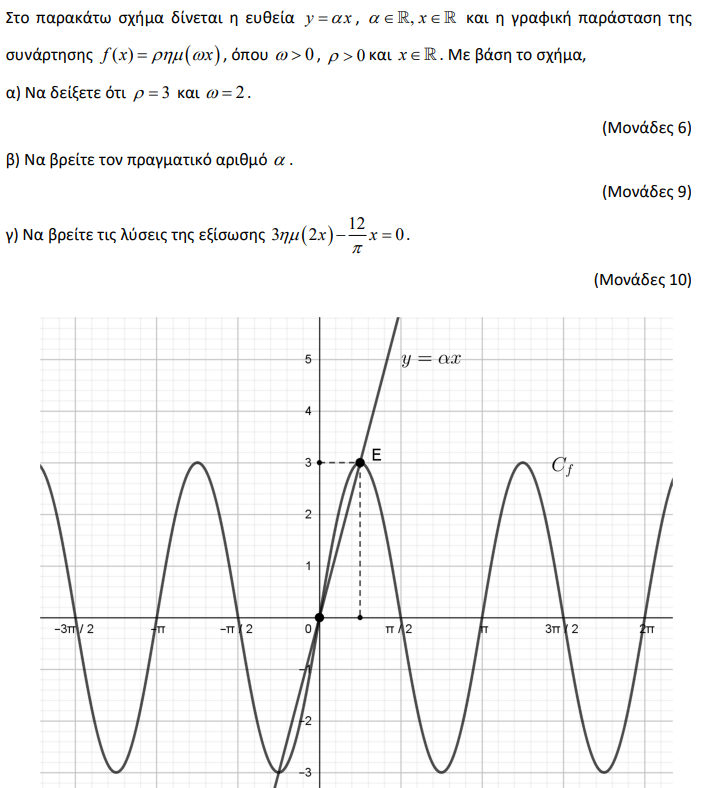 Στο παρακάτω σχήμα δίνεται η ευθεία y = αx, α ∈ ℝ, x ∈ ℝ και η γραφική παράσταση της
συνάρτησης f(x) = ρημ(ωx), όπου ω > 0, ρ > 0 και x ∈ ℝ. Με βάση το σχήμα,
α) Να δείξετε ότι ρ = 3 και ω = 2.
(Μονάδες 6)
β) Να βρείτε τον πραγματικό αριθμό α.
(Μονάδες 9)
γ) Να βρείτε τις λύσεις της εξίσωσης 3ημ(2x) − 12/π x = 0.
(Μονάδες 10)
5
y = αx
4
3
E
C_f
2
1
−3π / 2
−π
−π / 2
0
π / 2
π
3π / 2
2π
−1
−2
−3